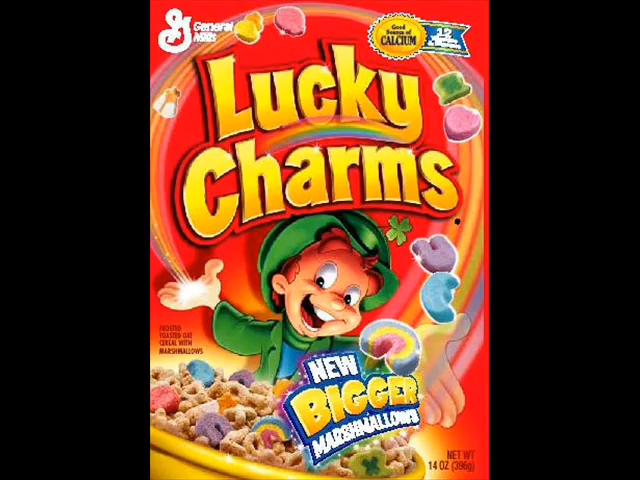 General
Mills
Good
Source of
CALCIUM
12
Lucky
Charms
FROSTED
TOASTED OAT
CEREAL WITH
MARSHMALLOWS
NEW
BIGGER
MARSHMALLOWS
NET WT
14 OZ (396g)